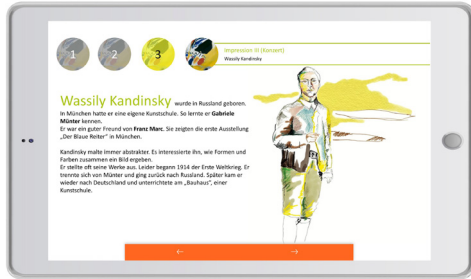 1 2 3
Impression III (Konzert)
Wassily Kandinsky
Wassily Kandinsky wurde in Russland geboren.
In München hatte er eine eigene Kunstschule. So lernte er Gabriele
Münter kennen.
Er war ein guter Freund von Franz Marc. Sie zeigten die erste Ausstellung
„Der Blaue Reiter" in München.
Kandinsky malte immer abstrakter. Es interessierte ihn, wie Formen und
Farben zusammen ein Bild ergeben.
Er stellte oft seine Werke aus. Leider begann 1914 der Erste Weltkrieg. Er
trennte sich von Münter und ging zurück nach Russland. Später kam er
wieder nach Deutschland und unterrichtete am „Bauhaus", einer
Kunstschule.